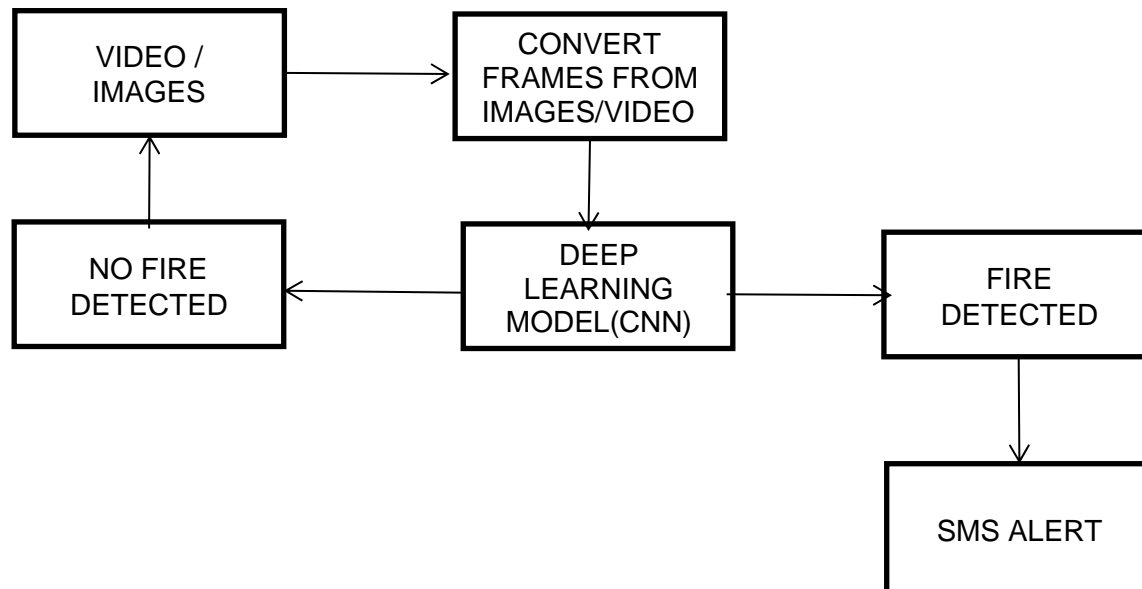 VIDEO /
IMAGES
CONVERT
FRAMES FROM
IMAGES/VIDEO
NO FIRE
DETECTED
DEEP
LEARNING
MODEL(CNN)
FIRE
DETECTED
SMS ALERT